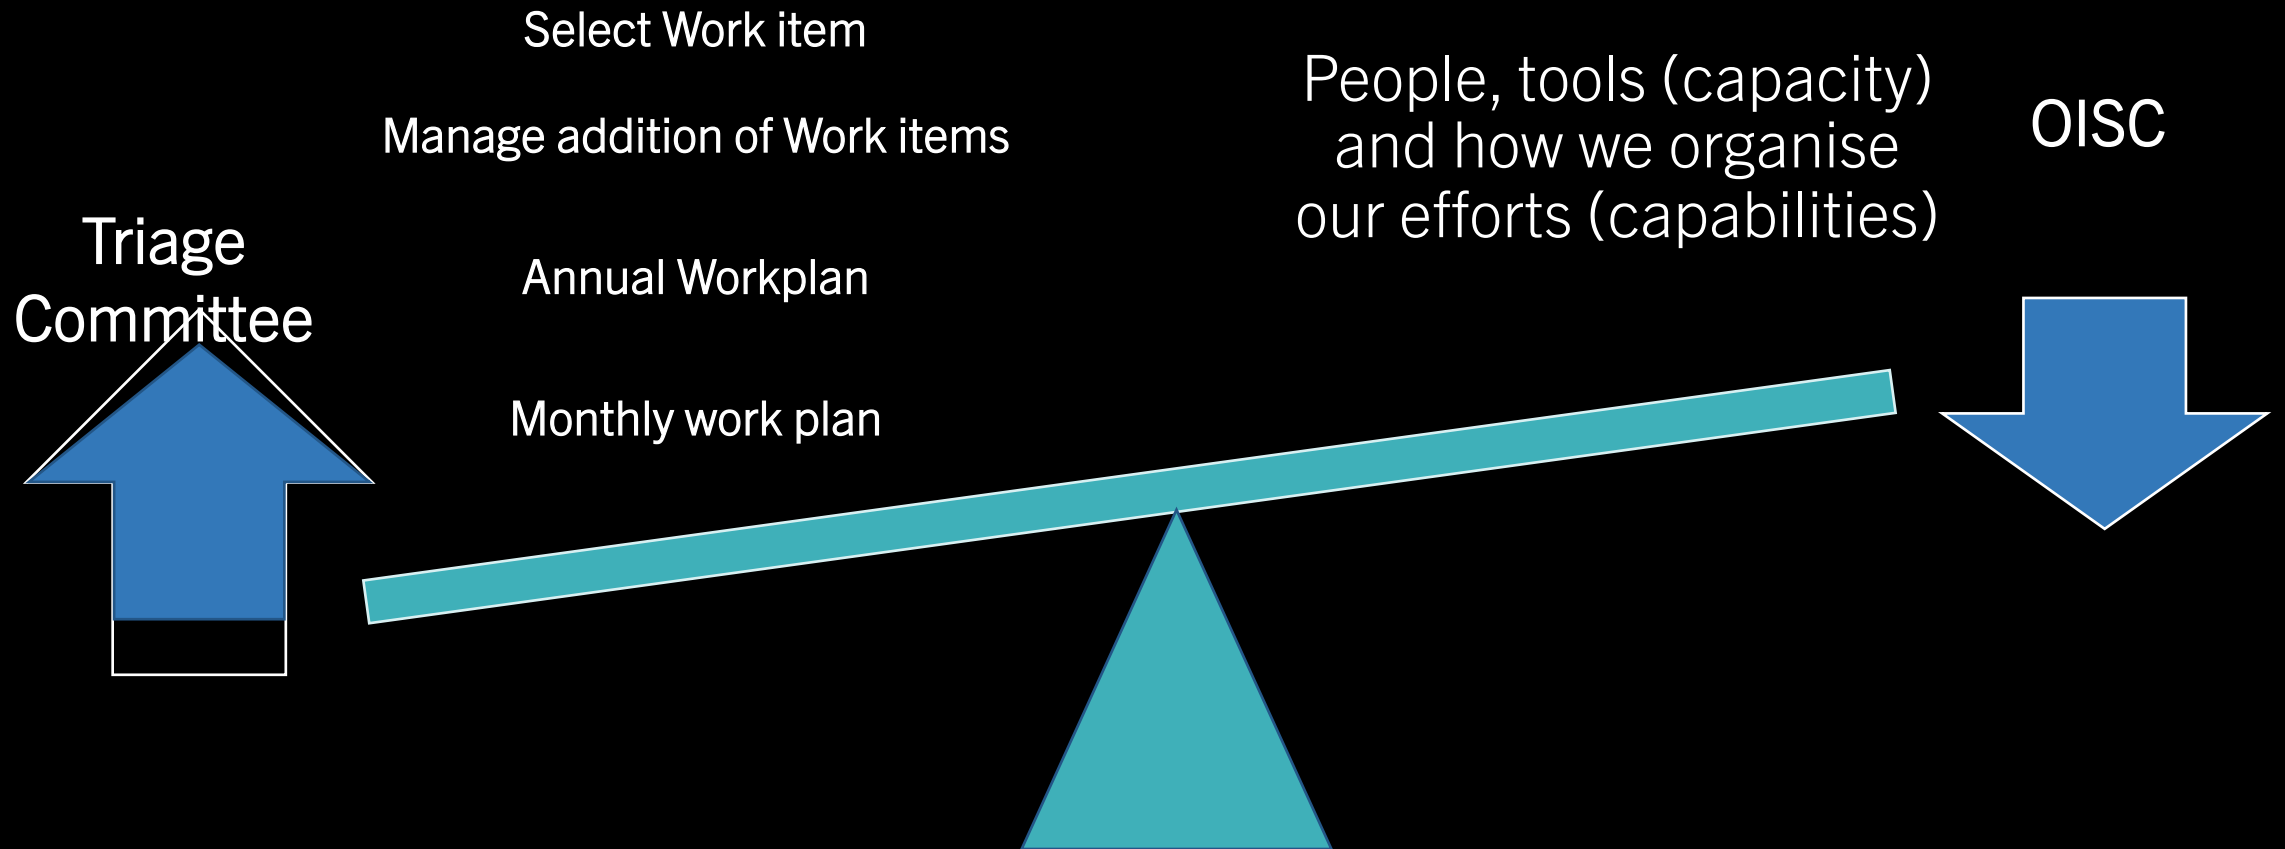 Select Work item
Manage addition of Work items
Triage
Committee
Annual Workplan
Monthly work plan
People, tools (capacity)
and how we organise
our efforts (capabilities)
OISC